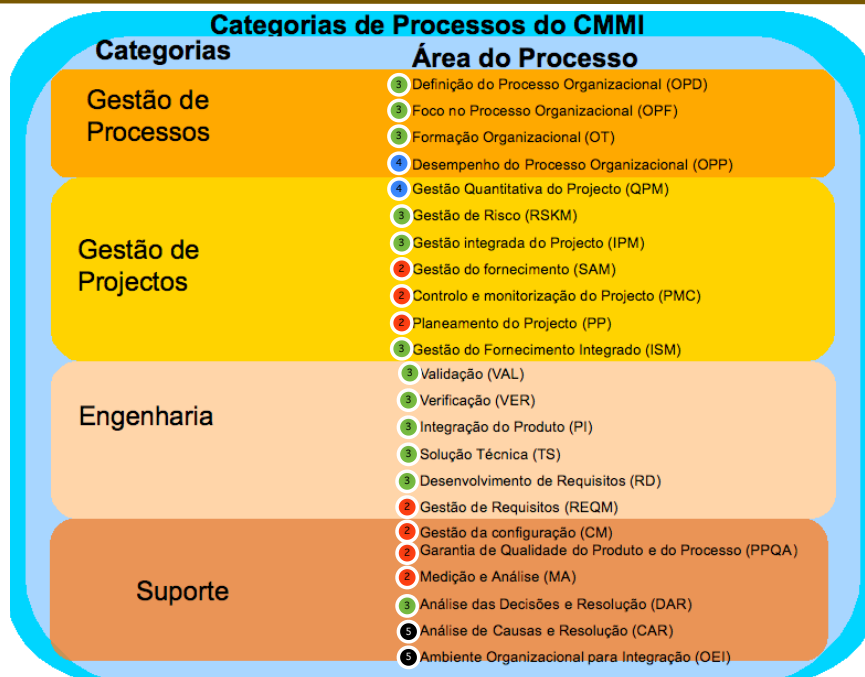 Categorias de Processos do CMMI
Categorias
Área do Processo
Gestão de
Processos
3 Definição do Processo Organizacional (OPD)
3 Foco no Processo Organizacional (OPF)
3 Formação Organizacional (OT)
4 Desempenho do Processo Organizacional (OPP)
Gestão de
Projectos
4 Gestão Quantitativa do Projecto (QPM)
3 Gestão de Risco (RSKM)
3 Gestão integrada do Projecto (IPM)
2 Gestão do fornecimento (SAM)
2 Controlo e monitorização do Projecto (PMC)
2 Planeamento do Projecto (PP)
3 Gestão do Fornecimento Integrado (ISM)
Engenharia
3 Validação (VAL)
3 Verificação (VER)
3 Integração do Produto (PI)
3 Solução Técnica (TS)
3 Desenvolvimento de Requisitos (RD)
2 Gestão de Requisitos (REQM)
Suporte
2 Gestão da configuração (CM)
2 Garantia de Qualidade do Produto e do Processo (PPQA)
2 Medição e Análise (MA)
3 Análise das Decisões e Resolução (DAR)
5 Análise de Causas e Resolução (CAR)
5 Ambiente Organizacional para Integração (OEI)